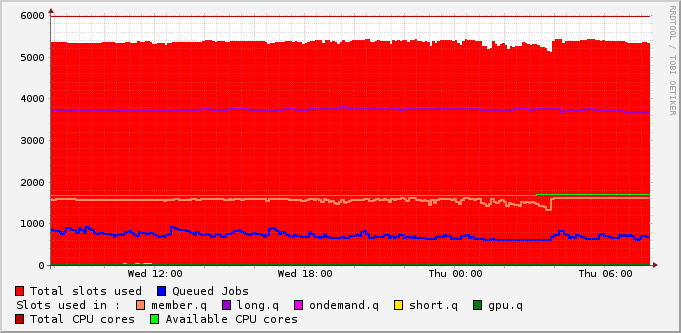 RRDTOOL / TOBI OETIKER
6000
5000
4000
3000
2000
1000
0
Wed 12:00 Wed 18:00 Thu 00:00 Thu 06:00
Total slots used Queued Jobs
Slots used in : member.q long.q ondemand.q short.q gpu.q
Total CPU cores Available CPU cores